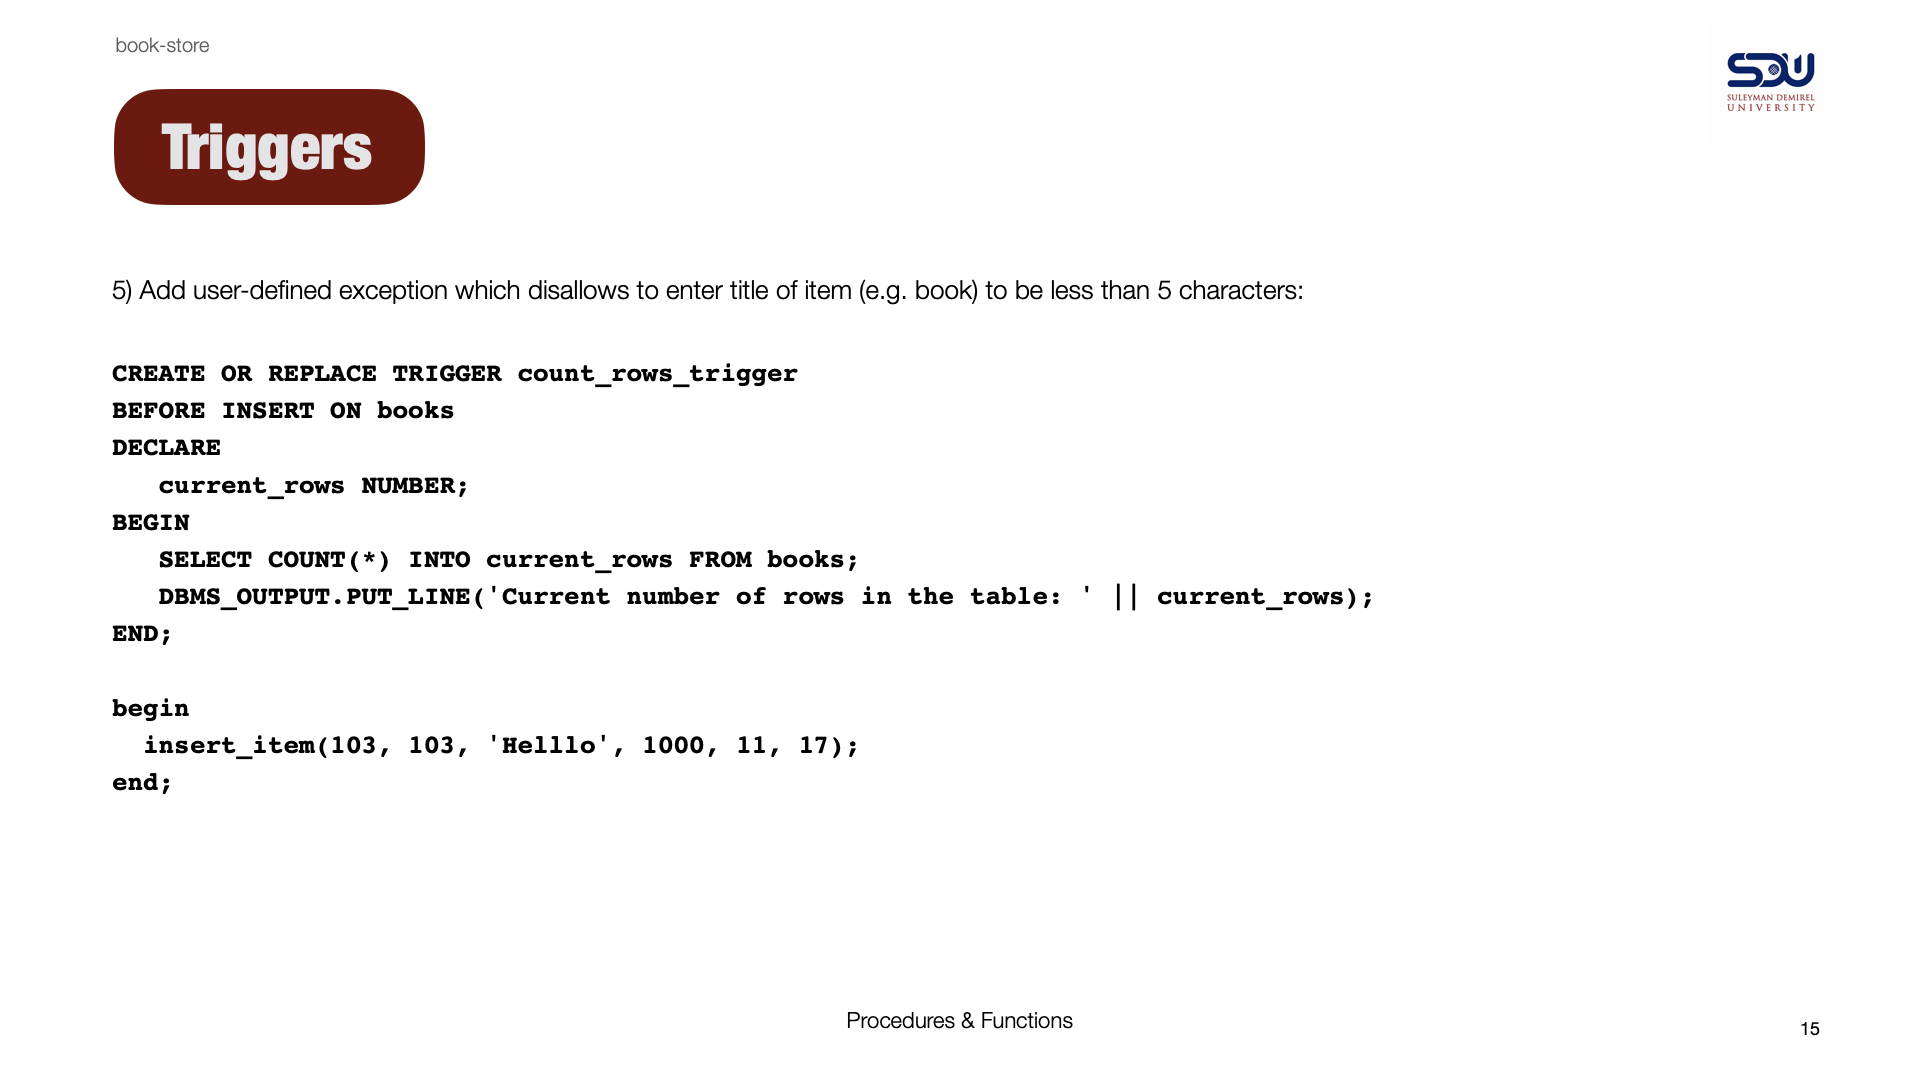 book-store
SDU
SULEYMAN DEMIREL
UNIVERSITY
Triggers
5) Add user-defined exception which disallows to enter title of item (e.g. book) to be less than 5 characters:
CREATE OR REPLACE TRIGGER count_rows_trigger
BEFORE INSERT ON books
DECLARE
   current_rows NUMBER;
BEGIN
   SELECT COUNT(*) INTO current_rows FROM books;
   DBMS_OUTPUT.PUT_LINE('Current number of rows in the table: ' || current_rows);
END;
begin
  insert_item(103, 103, 'Helllo', 1000, 11, 17);
end;
Procedures & Functions
15